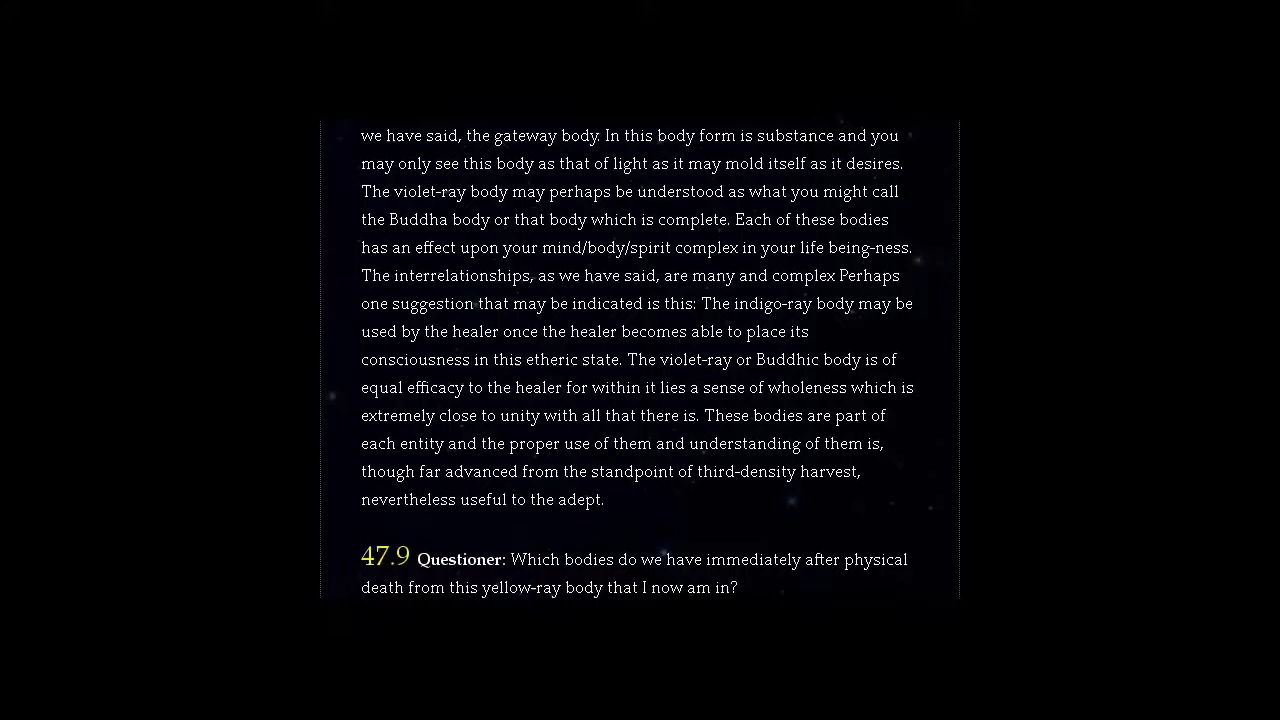 we have said, the gateway body. In this body form is substance and you
may only see this body as that of light as it may mold itself as it desires.
The violet-ray body may perhaps be understood as what you might call
the Buddha body or that body which is complete. Each of these bodies
has an effect upon your mind/body/spirit complex in your life being-ness.
The interrelationships, as we have said, are many and complex Perhaps
one suggestion that may be indicated is this: The indigo-ray body may be
used by the healer once the healer becomes able to place its
consciousness in this etheric state. The violet-ray or Buddhic body is of
equal efficacy to the healer for within it lies a sense of wholeness which is
extremely close to unity with all that there is. These bodies are part of
each entity and the proper use of them and understanding of them is,
though far advanced from the standpoint of third-density harvest,
nevertheless useful to the adept.
47.9 Questioner: Which bodies do we have immediately after physical
death from this yellow-ray body that I now am in?